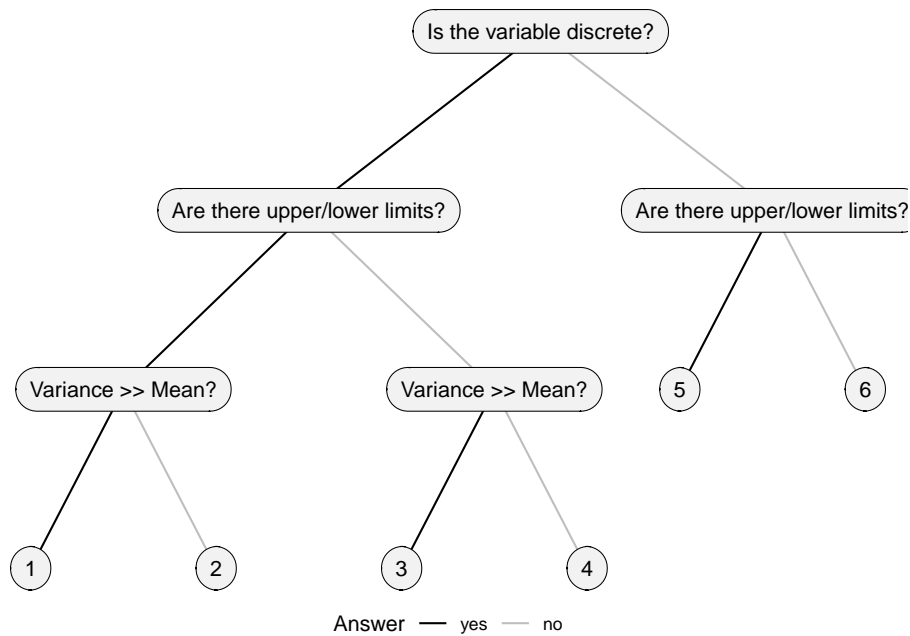 Is the variable discrete?
Are there upper/lower limits?
Are there upper/lower limits?
Variance >> Mean?
Variance >> Mean?
5
6
1
2
3
4
Answer yes no